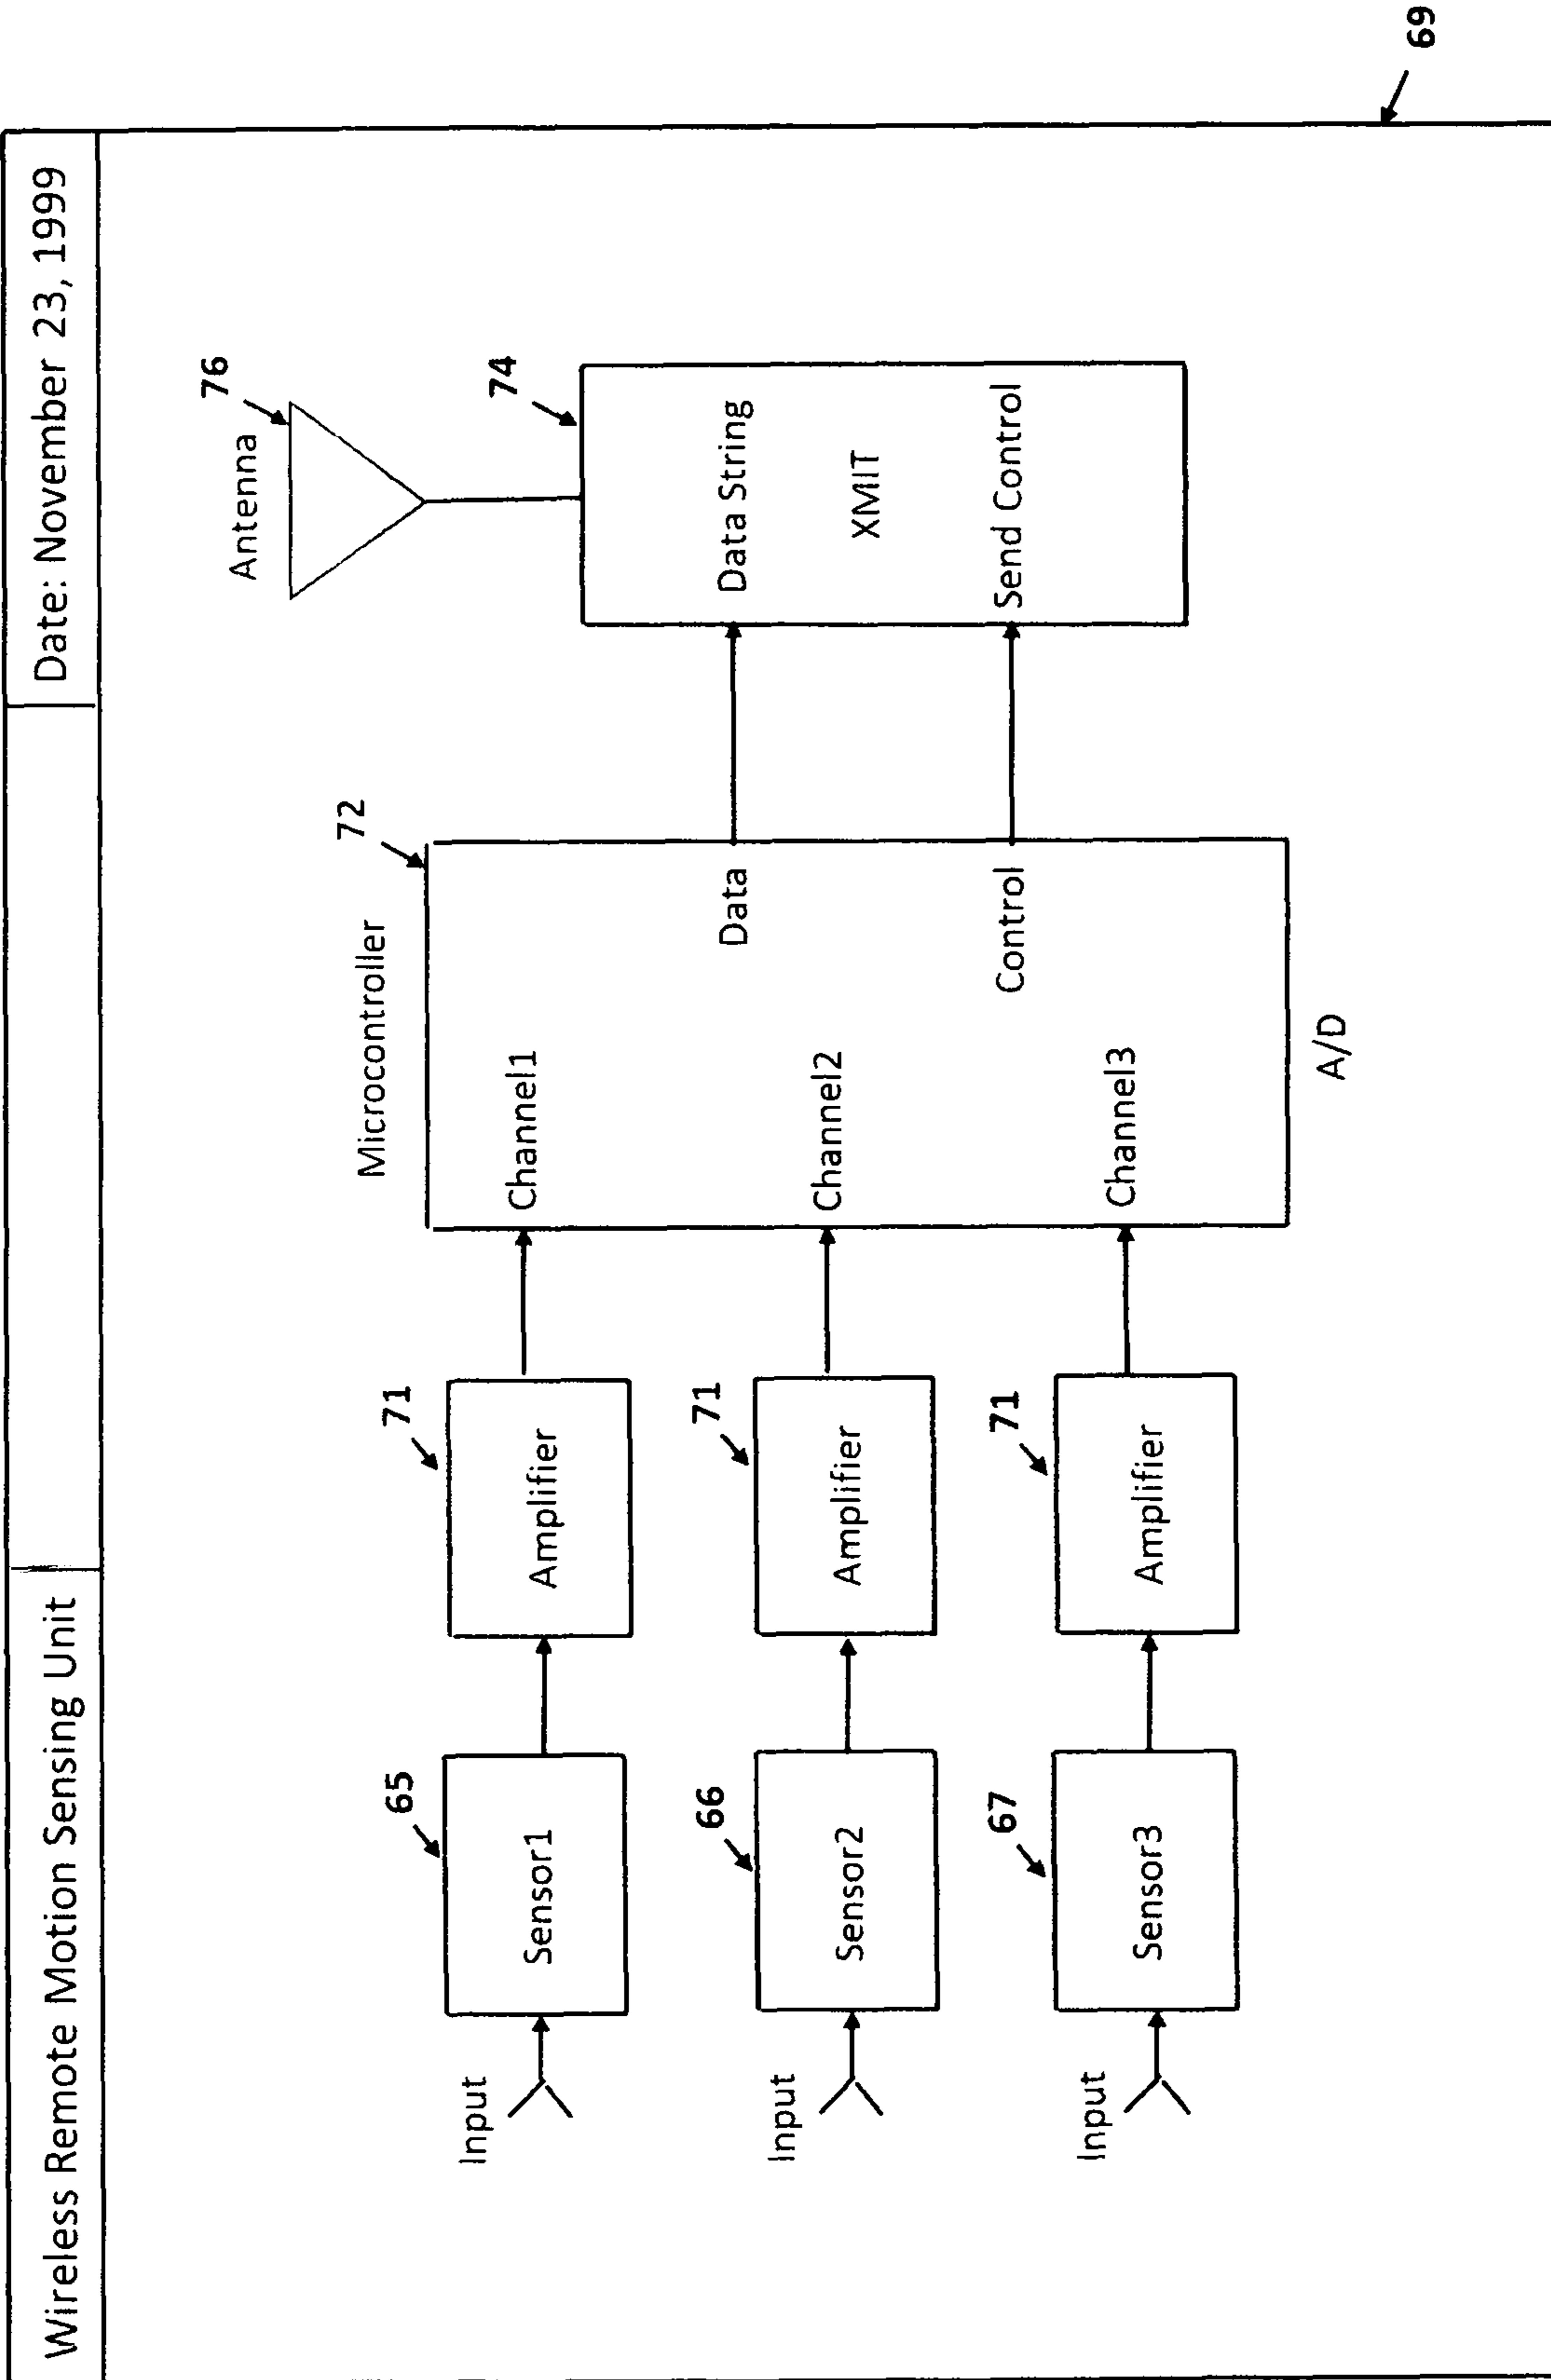 Wireless Remote Motion Sensing Unit
Date: November 23, 1999
Antenna
76
74
Microcontroller
72
Input
65
Sensor1
71
Amplifier
Channel1
Data
Data String
XMIT
Input
66
Sensor2
71
Amplifier
Channel2
Control
Send Control
Input
67
Sensor3
71
Amplifier
Channel3
A/D
69